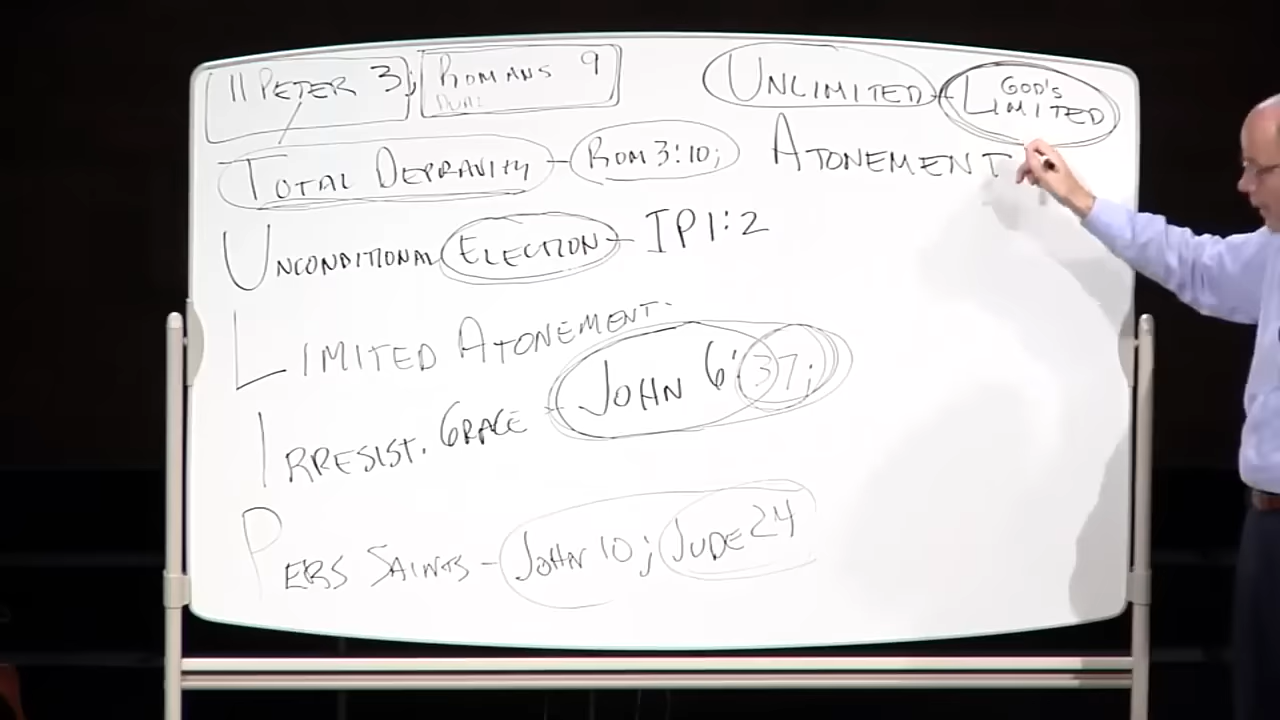 II PETER 3; ROMANS 9
UNLIMITED - GOD'S LIMITED
ATONEMENT
TOTAL DEPRAVITY - ROM 3:10;
UNCONDITIONAL ELECTION - I P 1:2
LIMITED ATONEMENT.
IRRESIST. GRACE - JOHN 6:37;
PERS SAINTS - JOHN 10; JUDE 24